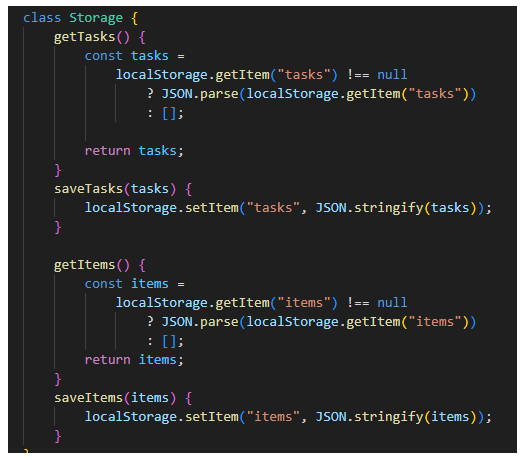 class Storage {
    getTasks() {
        const tasks =
            localStorage.getItem("tasks") !== null
                ? JSON.parse(localStorage.getItem("tasks"))
                : [];

        return tasks;
    }
    saveTasks(tasks) {
        localStorage.setItem("tasks", JSON.stringify(tasks));
    }

    getItems() {
        const items =
            localStorage.getItem("items") !== null
                ? JSON.parse(localStorage.getItem("items"))
                : [];
        return items;
    }
    saveItems(items) {
        localStorage.setItem("items", JSON.stringify(items));
    }
}